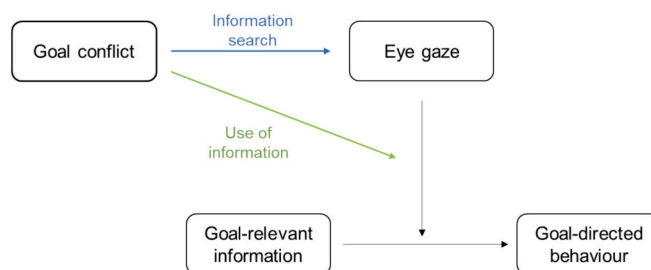 Information
search
Goal conflict
Eye gaze
Use of
information
Goal-relevant
information
Goal-directed
behaviour